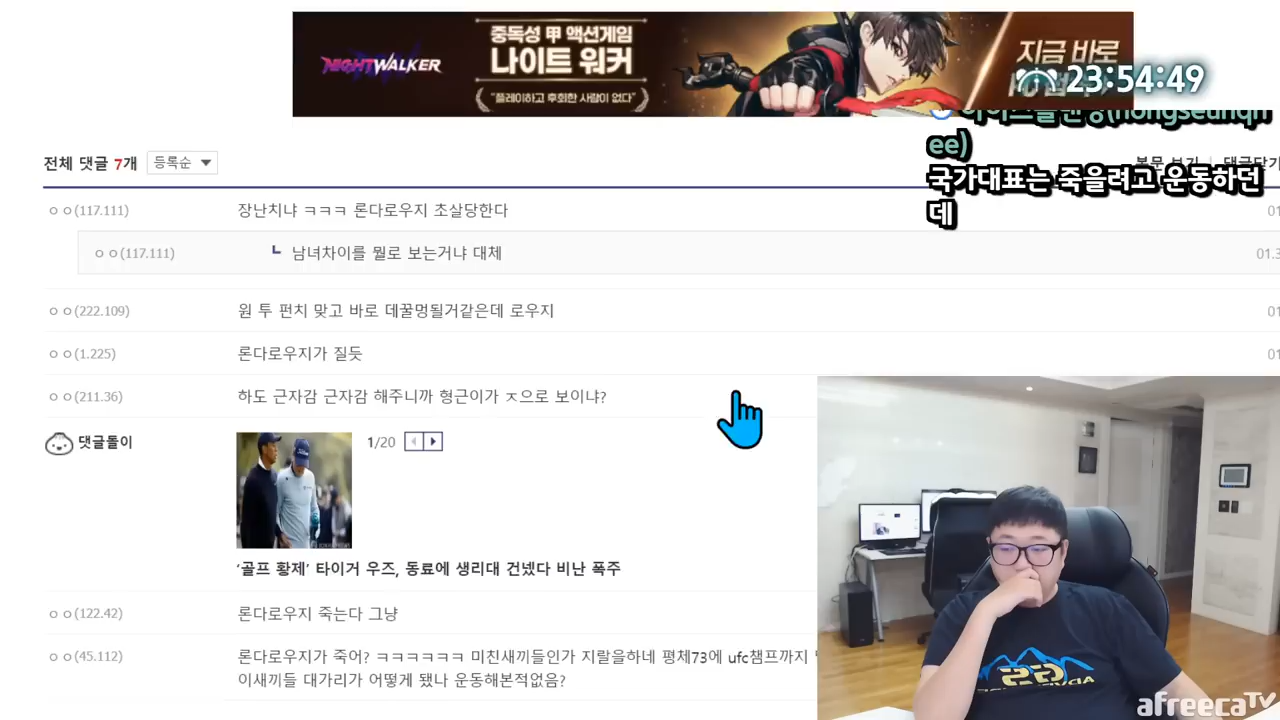 NIGHTWALKER
중독성 甲 액션게임
나이트 워커
"플레이하고 후회한 사람이 없다"
지금 바로
23:54:49
ee)
국가대표는 죽을려고 운동하던
데
전체 댓글 7개
등록순
본문 보기
ㅇㅇ(117.111)
장난치냐 ㅋㅋㅋ 론다로우지 초살당한다
ㅇㅇ(117.111)
남녀차이를 뭘로 보는거냐 대체
ㅇㅇ(222.109)
원 투 펀치 맞고 바로 데꿀멍될거같은데 로우지
ㅇㅇ(1.225)
론다로우지가 질듯
ㅇㅇ(211.36)
하도 근자감 근자감 해주니까 형근이가 ㅈ으로 보이냐?
댓글돌이
1/20
‘골프 황제’ 타이거 우즈, 동료에 생리대 건넸다 비난 폭주
ㅇㅇ(122.42)
론다로우지 죽는다 그냥
ㅇㅇ(45.112)
론다로우지가 죽어? ㅋㅋㅋㅋㅋㅋ 미친새끼들인가 지랄을하네 평체73에 ufc챔프까지
이새끼들 대가리가 어떻게 됐나 운동해본적없음?
afreecaTV